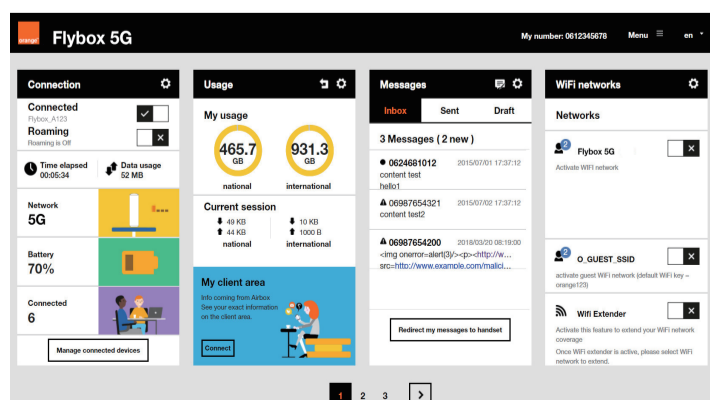 orange
Flybox 5G
My number: 0612345678
Menu
en
Connection
Connected
Flybox_A123
Roaming
Roaming is Off
Time elapsed
00:05:34
Data usage
52 MB
Network
5G
Battery
70%
Connected
6
Manage connected devices
Usage
My usage
465.7
GB
national
931.3
GB
international
Current session
49 KB
44 KB
national
10 KB
1000 B
international
My client area
Info coming from Airbox
See your exact information
on the client area.
Connect
Messages
Inbox
Sent
Draft
3 Messages ( 2 new )
0624681012 2015/07/01 17:37:12
content test
hello1
06987654321 2015/07/02 17:37:12
content test2
06987654200 2018/03/20 08:19:00
<img onerror=alert(3)/><p><http://w...
src=http://www.example.com/malici...
Redirect my messages to handset
WiFi networks
Networks
2
Flybox 5G
Activate WIFI network
2
O_GUEST_SSID
activate guest WiFi network (default WiFi key =
orange123)
Wifi Extender
Activate this feature to extend your WiFi network
coverage
Once WiFi extender is active, please select WiFi
network to extend.
1 2 3